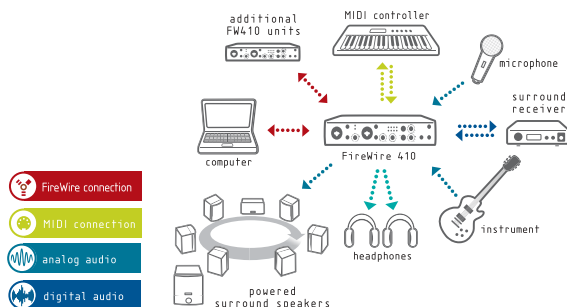 additional
FW410 units
MIDI controller
microphone
surround
receiver
computer
FireWire 410
instrument
headphones
powered
surround speakers
FireWire connection
MIDI connection
analog audio
digital audio